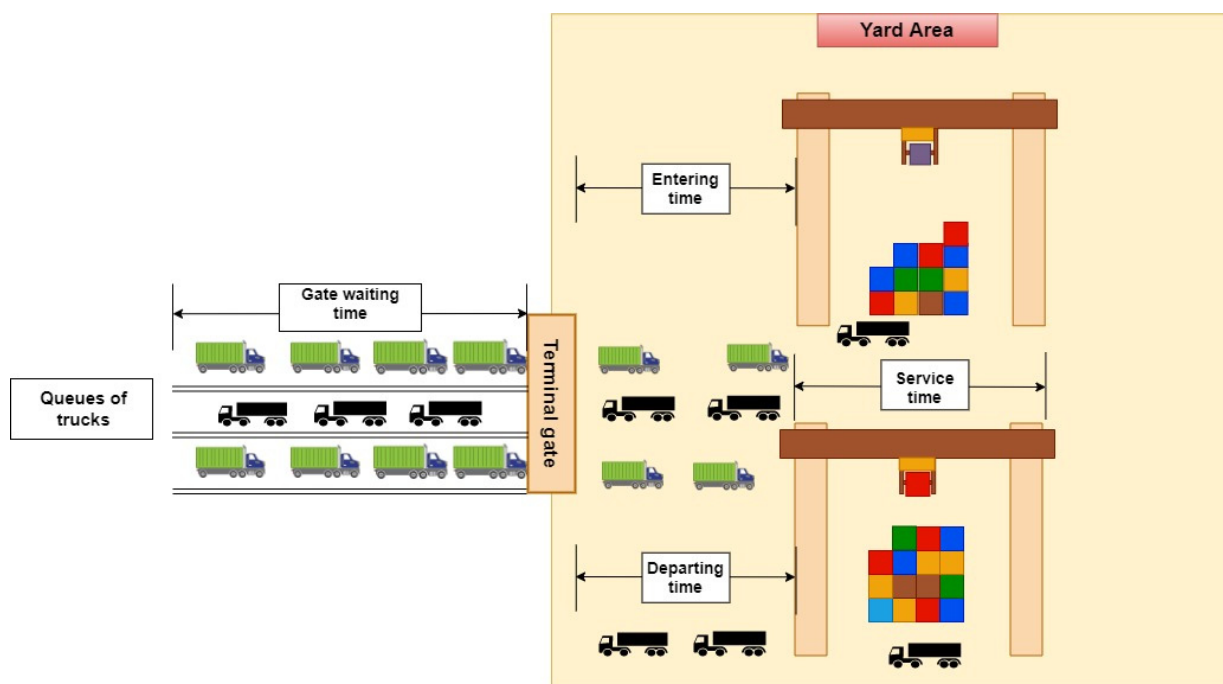 Yard Area
Entering
time
Gate waiting
time
Queues of
trucks
Terminal gate
Service
time
Departing
time